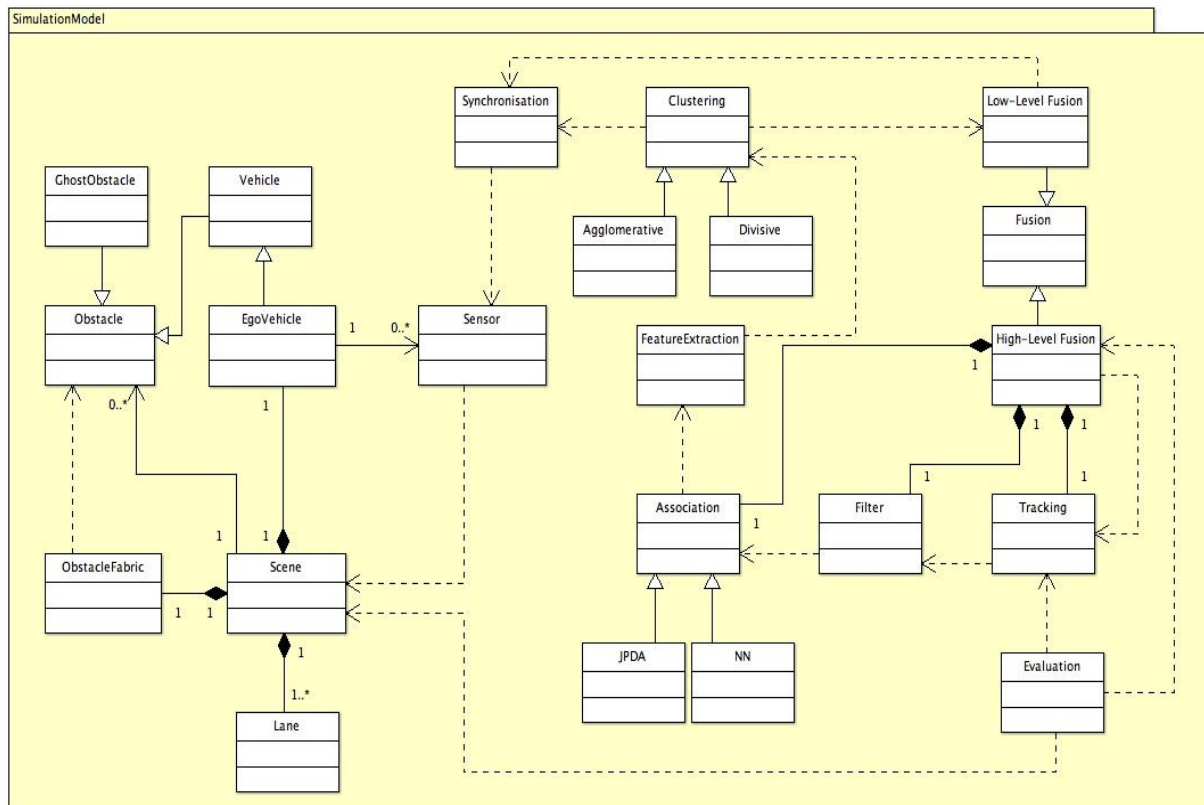 SimulationModel
Synchronisation
Clustering
Low-Level Fusion
GhostObstacle
Vehicle
Agglomerative
Divisive
Fusion
Obstacle
EgoVehicle
1
0..*
Sensor
FeatureExtraction
High-Level Fusion
1
0..*
1
1
1
1
1
Association
1
Filter
Tracking
1
1
ObstacleFabric
Scene
1
1
1
JPDA
NN
Evaluation
1..*
Lane